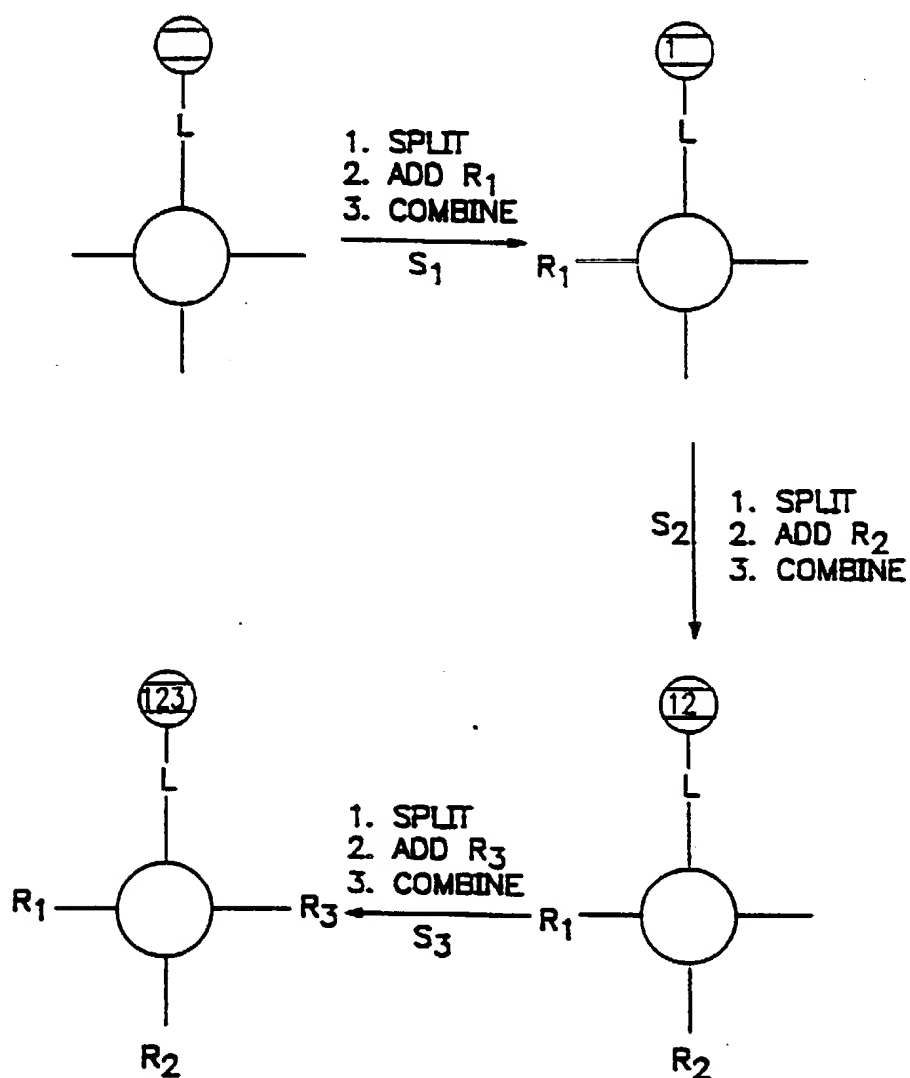 1
L
L
1. SPLIT
2. ADD R₁
3. COMBINE
S₁
R₁
S₂
1. SPLIT
2. ADD R₂
3. COMBINE
123
12
L
L
1. SPLIT
2. ADD R₃
3. COMBINE
R₁
R₃
S₃
R₁
R₂
R₂